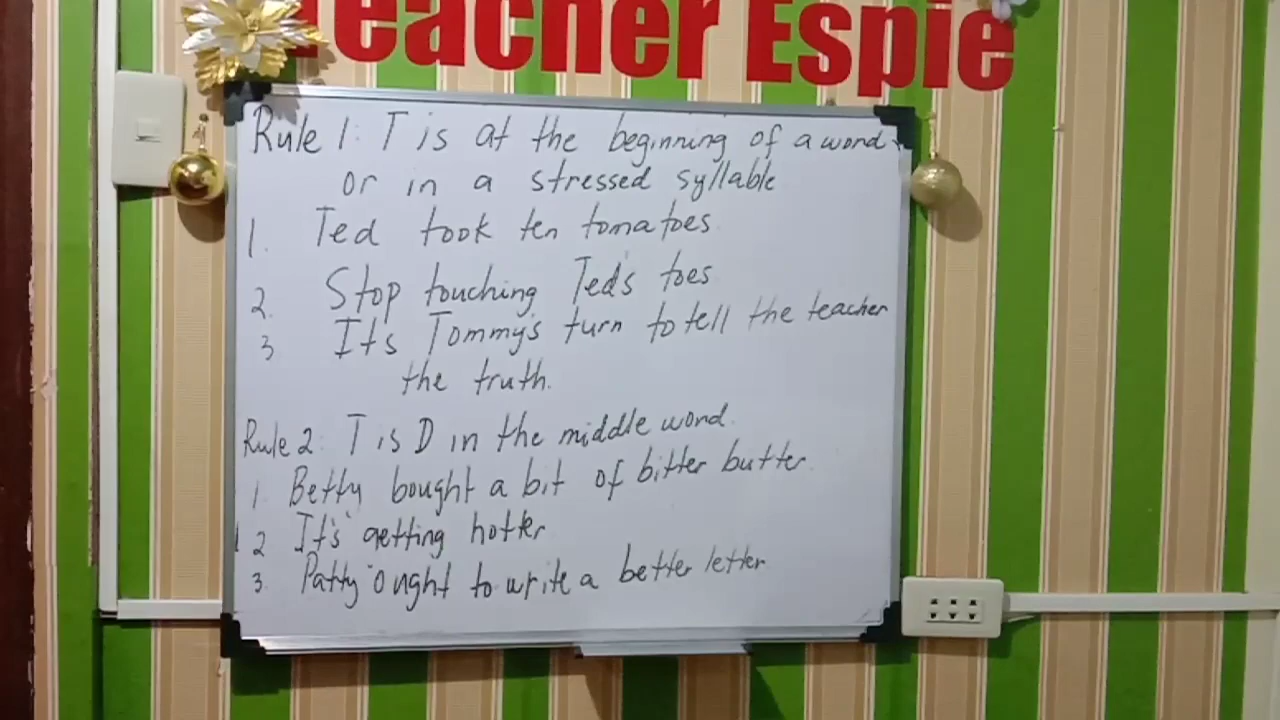 Teacher Espie
Rule 1: T is at the beginning of a word
or in a stressed syllable
1. Ted took ten tomatoes
2. Stop touching Ted's toes
3 It's Tommy's turn to tell the teacher
the truth.
Rule 2: T is D in the middle word.
1. Betty bought a bit of bitter butter.
2 It's getting hotter
3. Patty ought to write a better letter